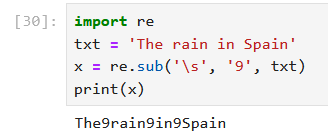 [30]:
import re
txt = 'The rain in Spain'
x = re.sub('\s', '9', txt)
print(x)
The9rain9in9Spain